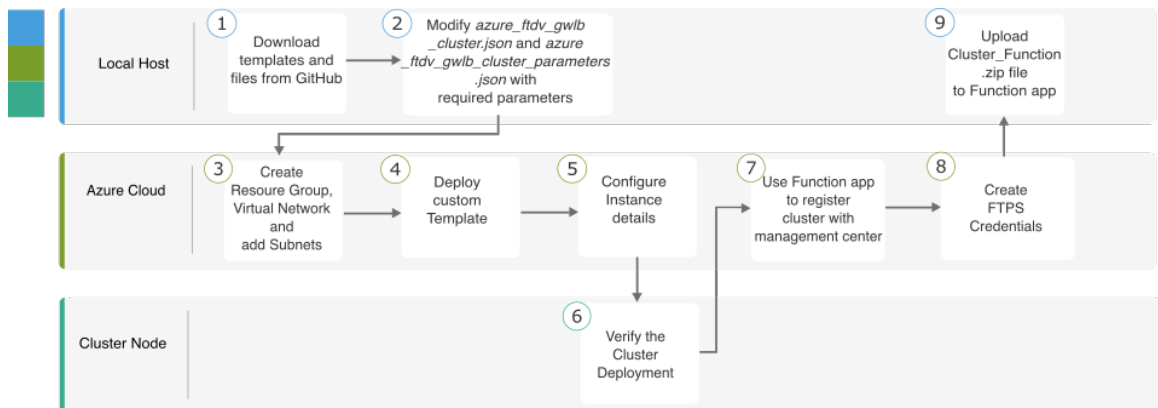 Local Host
1
Download
templates and
files from GitHub
2
Modify azure_ftdv_gwlb
_cluster.json and azure
_ftdv_gwlb_cluster_parameters
.json with
required parameters
9
Upload
Cluster_Function
.zip file
to Function app
Azure Cloud
3
Create
Resoure Group,
Virtual Network
and
add Subnets
4
Deploy
custom
Template
5
Configure
Instance
details
7
Use Function app
to register
cluster with
management center
8
Create
FTPS
Credentials
Cluster Node
6
Verify the
Cluster
Deployment